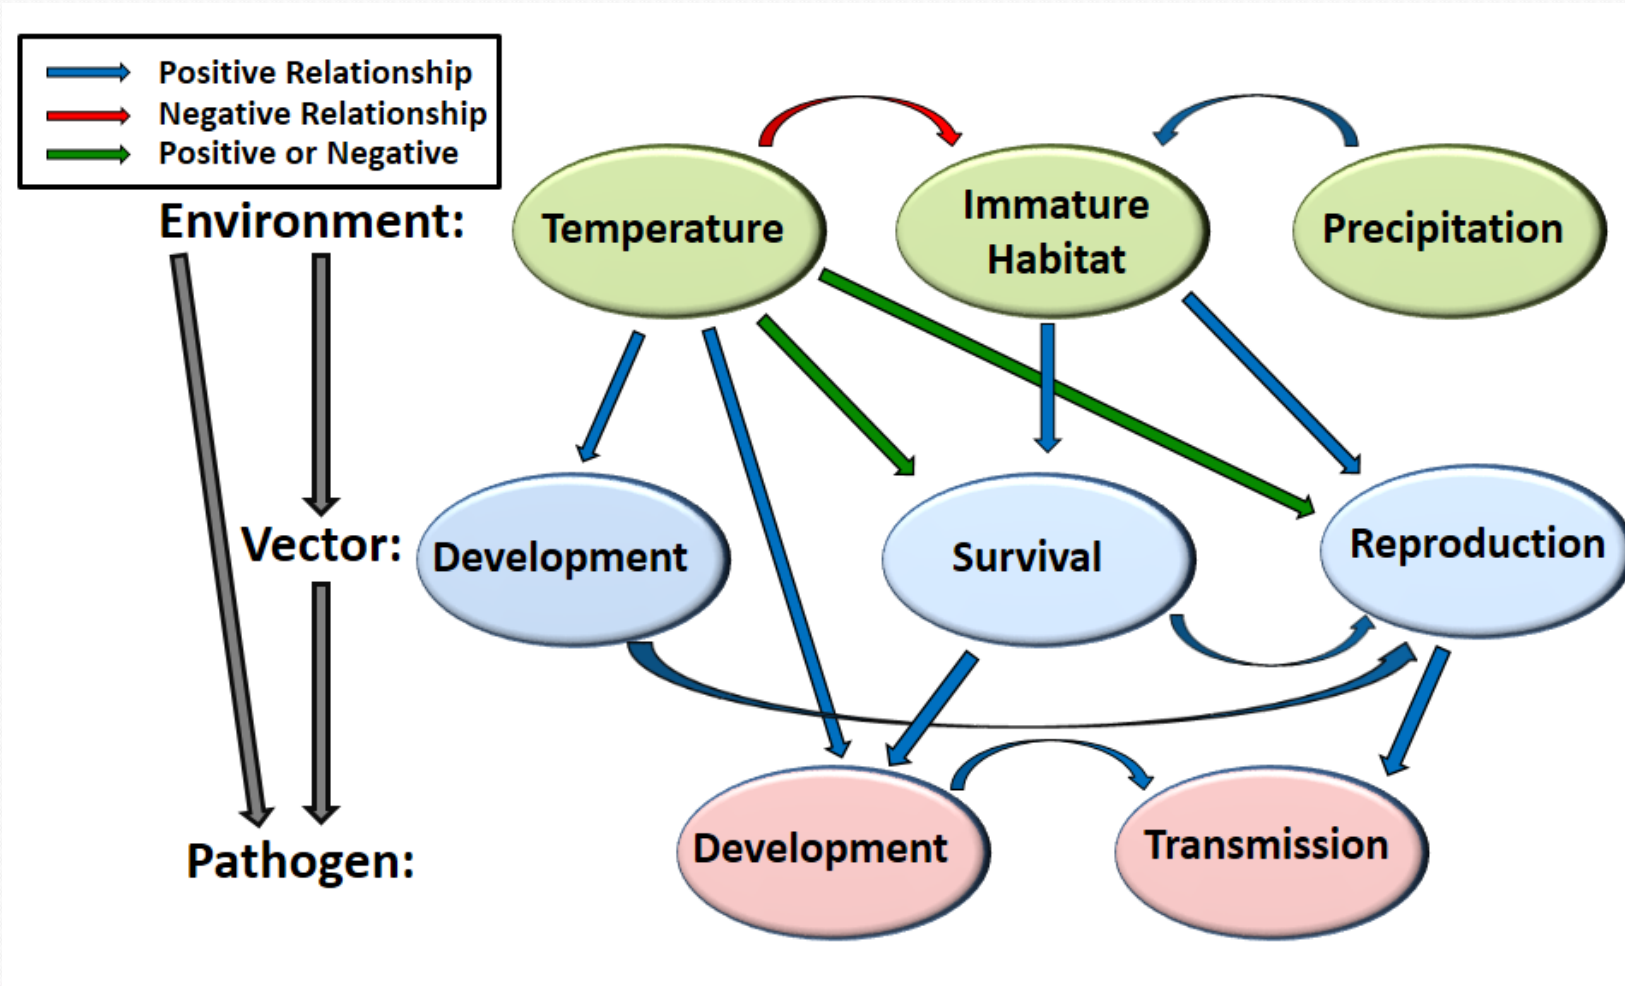 Positive Relationship
Negative Relationship
Positive or Negative
Environment:
Temperature
Immature
Habitat
Precipitation
Vector:
Development
Survival
Reproduction
Pathogen:
Development
Transmission